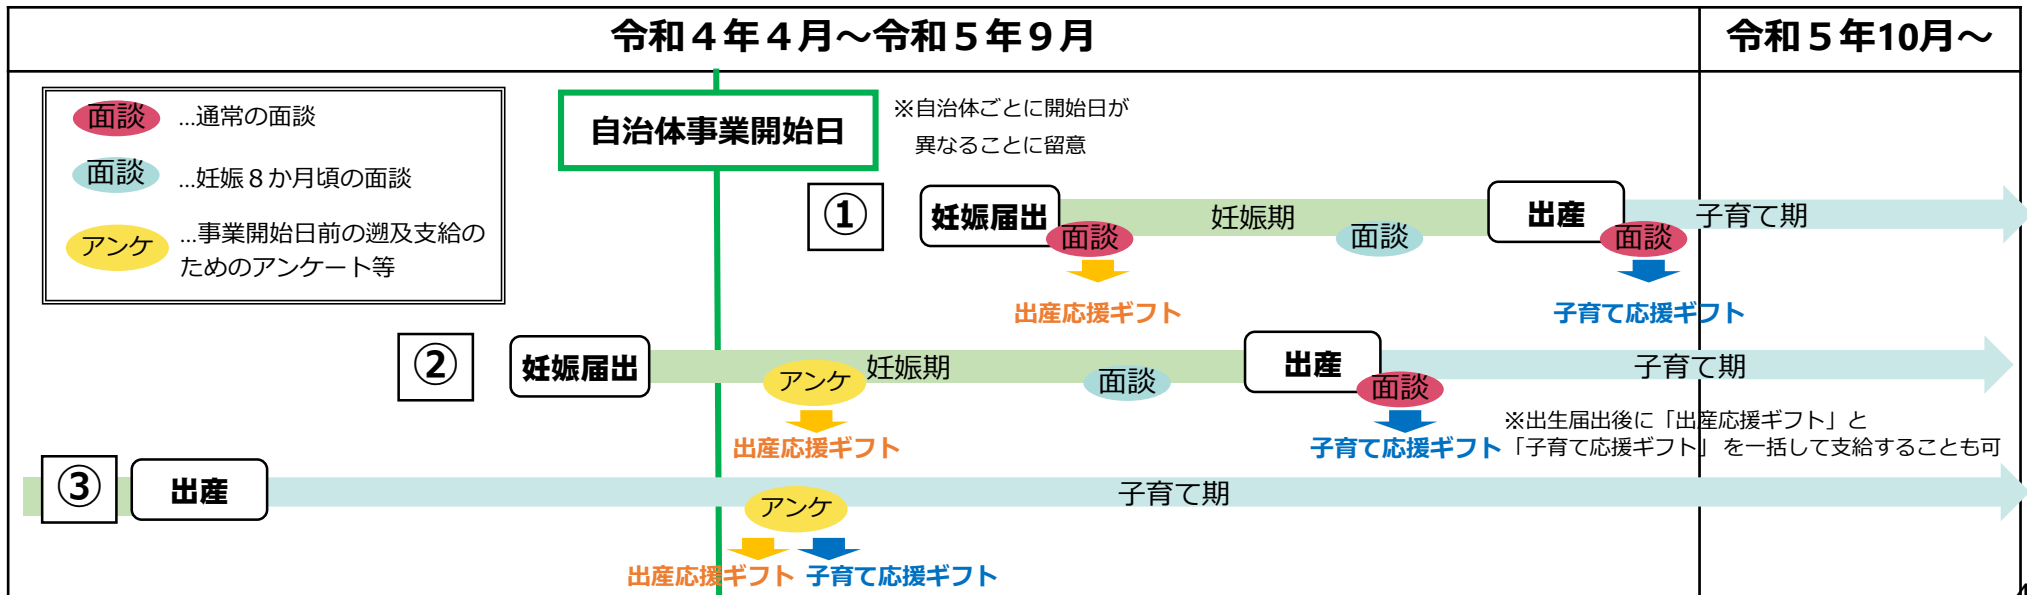 令和４年４月～令和５年９月
令和５年10月～
面談 …通常の面談
面談 …妊娠８か月頃の面談
アンケ …事業開始日前の遡及支給の
ためのアンケート等
自治体事業開始日
※自治体ごとに開始日が
異なることに留意
① 妊娠届出 妊娠期 出産 子育て期
面談 面談 面談
出産応援ギフト 子育て応援ギフト
② 妊娠届出 妊娠期 出産 子育て期
アンケ 面談 面談
出産応援ギフト 子育て応援ギフト
※出生届出後に「出産応援ギフト」と
「子育て応援ギフト」 を一括して支給することも可
③ 出産 子育て期
アンケ
出産応援ギフト 子育て応援ギフト